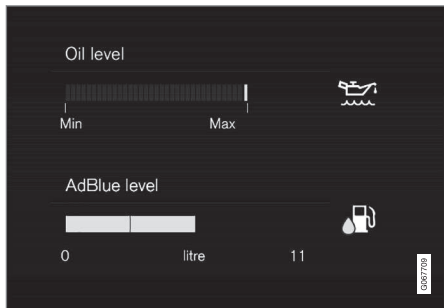 Oil level
Min Max
AdBlue level
0 litre 11
G067709